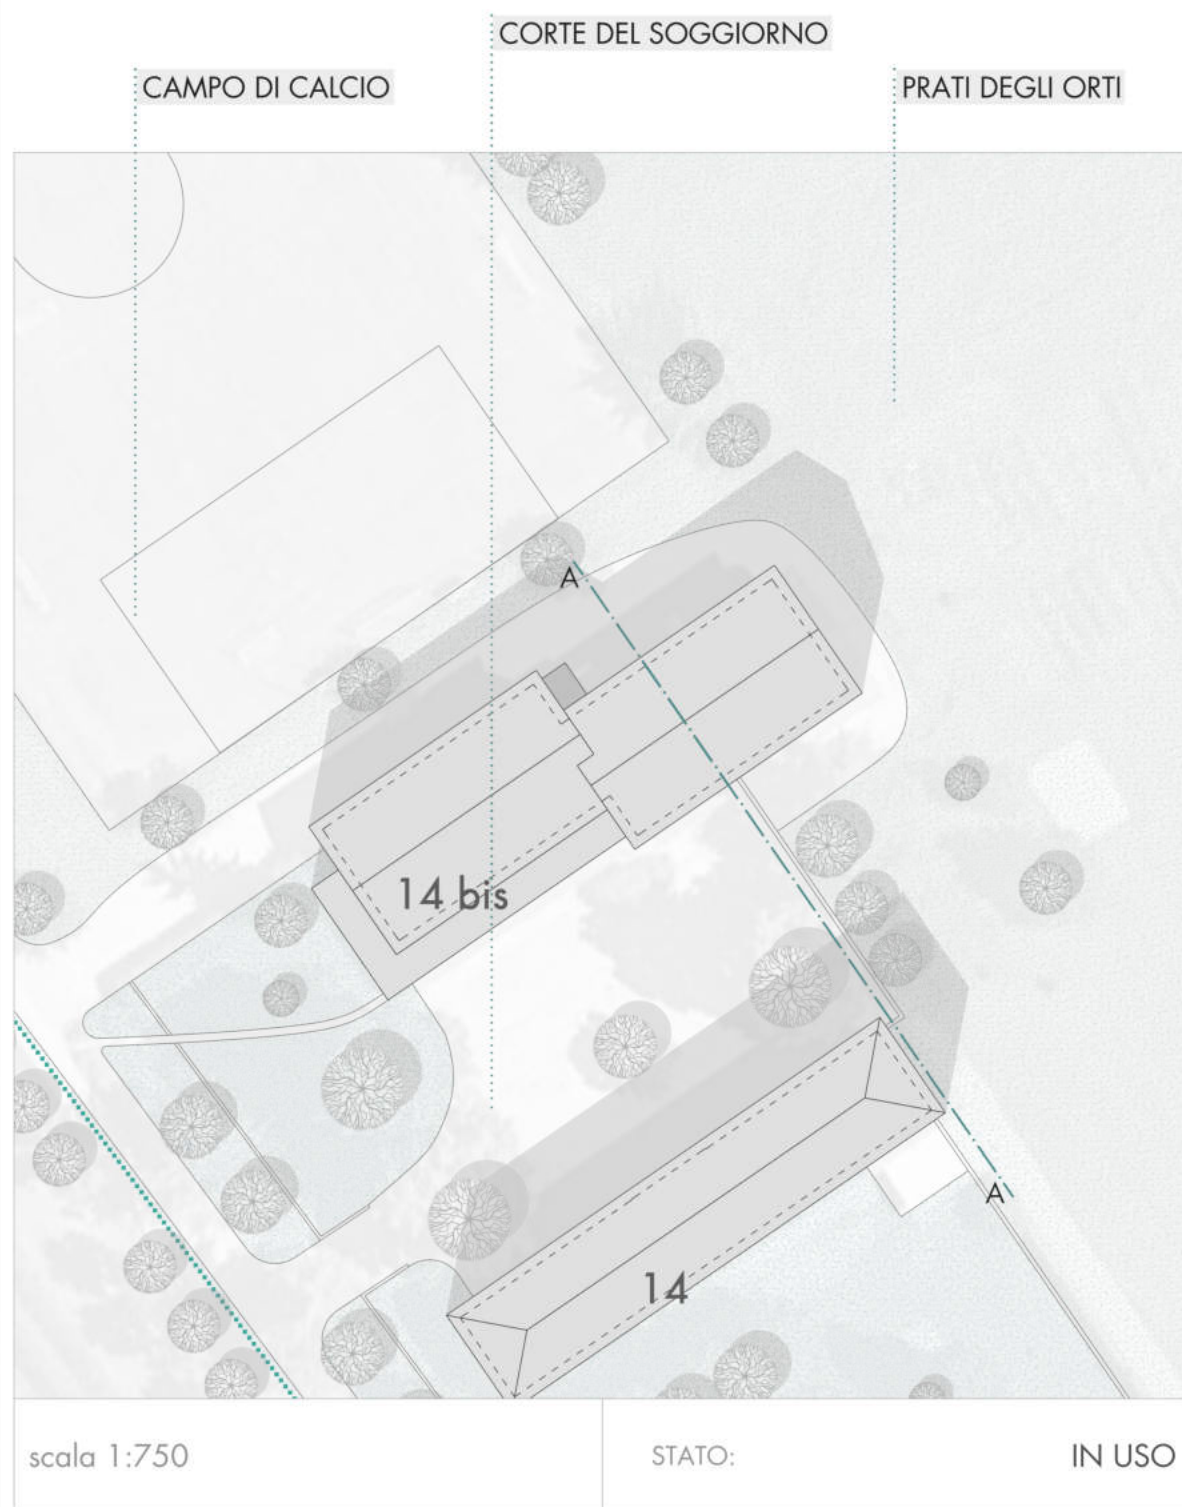 CORTE DEL SOGGIORNO
CAMPO DI CALCIO
PRATI DEGLI ORTI
A
14 bis
A
14
scala 1:750
STATO:
IN USO